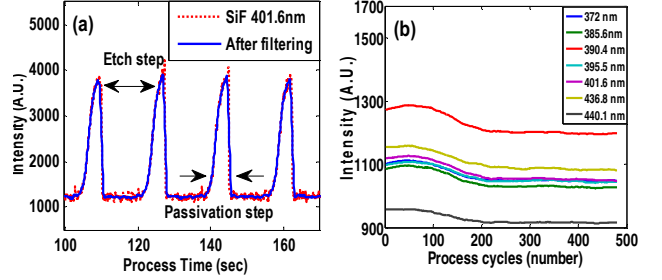 (a)
SiF 401.6nm
After filtering
Etch step
Passivation step
Intensity (A.U.)
5000
4000
3000
2000
1000
100 120 140 160
Process Time (sec)
(b)
372 nm
385.6nm
390.4 nm
395.5 nm
401.6 nm
436.8 nm
440.1 nm
Intensity (A.U.)
1700
1500
1300
1100
900
0 100 200 300 400 500
Process cycles (number)